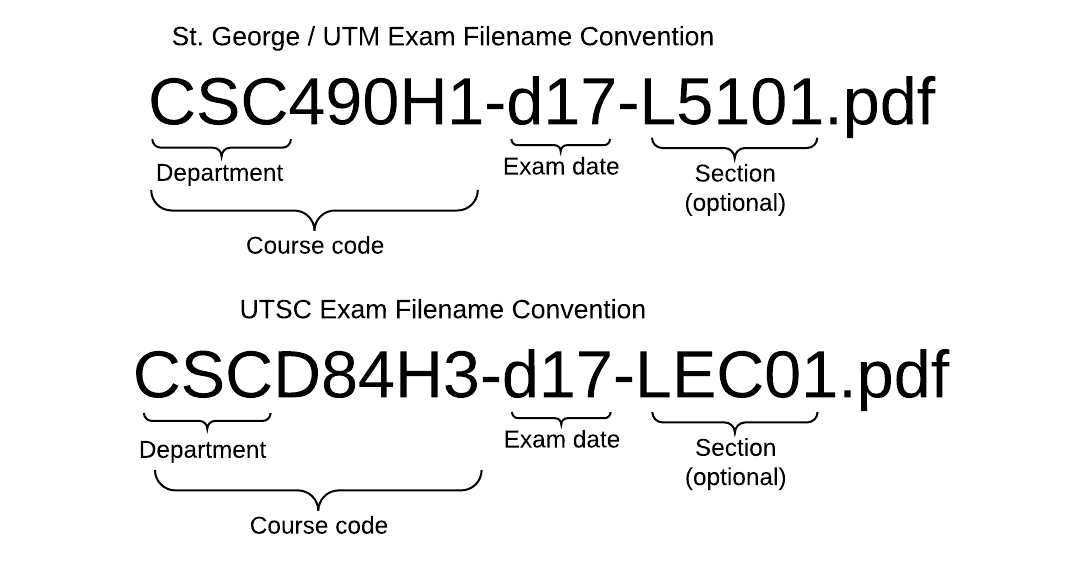 St. George / UTM Exam Filename Convention
CSC490H1-d17-L5101.pdf
Department
Exam date
Section
(optional)
Course code
UTSC Exam Filename Convention
CSCD84H3-d17-LEC01.pdf
Department
Exam date
Section
(optional)
Course code